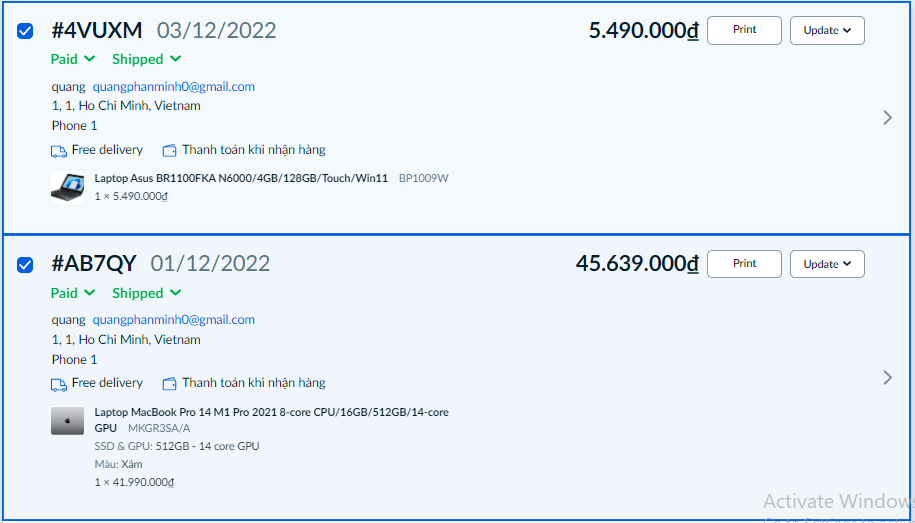 #4VUXM 03/12/2022 5.490.000₫ Print Update
Paid Shipped
quang quangphanminh0@gmail.com
1, 1, Ho Chi Minh, Vietnam
Phone 1
Free delivery Thanh toán khi nhận hàng
Laptop Asus BR1100FKA N6000/4GB/128GB/Touch/Win11 BP1009W
1 × 5.490.000₫
#AB7QY 01/12/2022 45.639.000₫ Print Update
Paid Shipped
quang quangphanminh0@gmail.com
1, 1, Ho Chi Minh, Vietnam
Phone 1
Free delivery Thanh toán khi nhận hàng
Laptop MacBook Pro 14 M1 Pro 2021 8-core CPU/16GB/512GB/14-core
GPU MKGR3SA/A
SSD & GPU: 512GB - 14 core GPU
Màu: Xám
1 × 41.990.000₫
Activate Windows